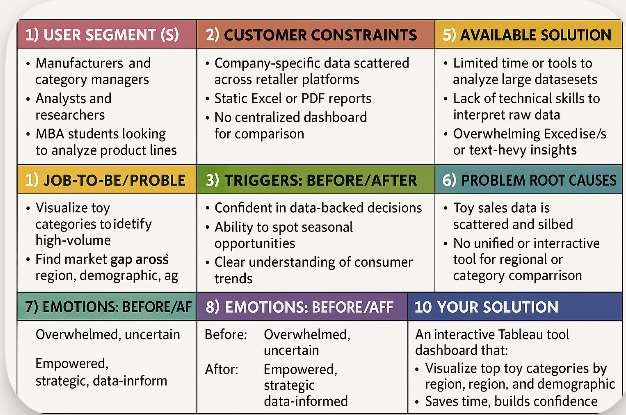 1) USER SEGMENT (S)
• Manufacturers and
category managers
• Analysts and
researchers
• MBA students looking
to analyze product lines
2) CUSTOMER CONSTRAINTS
• Company-specific data scattered
across retailer platforms
• Static Excel or PDF reports
• No centralized dashboard
for comparison
5) AVAILABLE SOLUTION
• Limited time or tools to
analyze large datasesets
• Lack of technical skills to
interpret raw data
• Overwhelming Excedise/s
or text-hevy insights
1) JOB-TO-BE/PROBLE
• Visualize toy
categories to idetify
high-volume
• Find market gap aross
region, demographic, ag
3) TRIGGERS: BEFORE/AFTER
• Confident in data-backed decisions
• Ability to spot seasonal
opportunities
• Clear understanding of consumer
trends
6) PROBLEM ROOT CAUSES
• Toy sales data is
scattered and silbed
• No unified or interractive
tool for regional or
category comparrison
7) EMOTIONS: BEFORE/AF
Overwhelmed, uncertain
Empowered,
strategic, data-inrform
8) EMOTIONS: BEFORE/AFF
Before: Overwhelmed,
uncertain
Aftor: Empowered,
strategic
data-informed
10 YOUR SOLUTION
An interactive Tableau tool
dashboard that:
• Visualize top toy categories by
region, region, and demographic
• Saves time, builds confidence